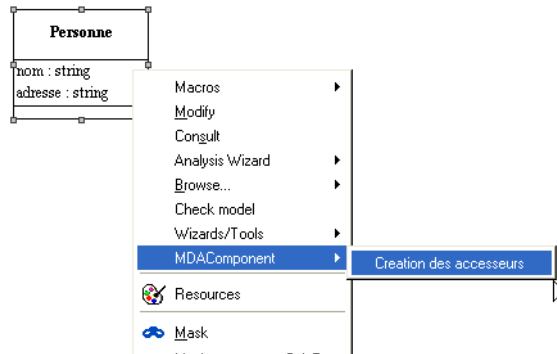 Personne
nom : string
adresse : string
Macros
Modify
Consult
Analysis Wizard
Browse...
Check model
Wizards/Tools
MDAComponent
Creation des accesseurs
Resources
Mask